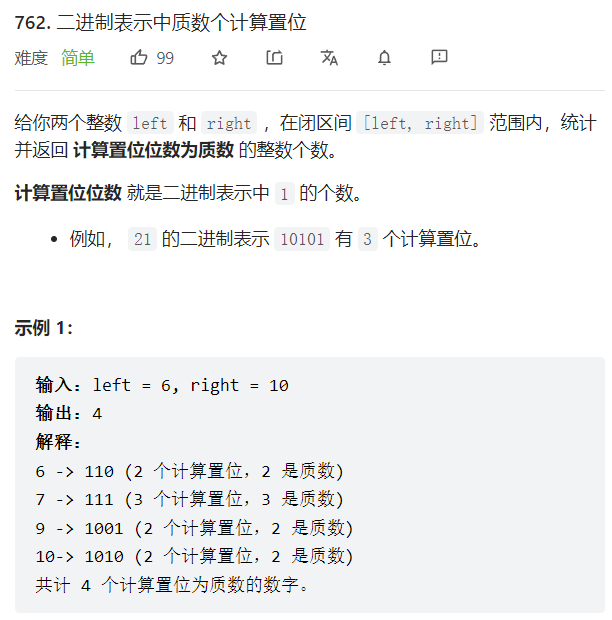 762. 二进制表示中质数个计算置位
难度 简单 99
给你两个整数 left 和 right ，在闭区间 [left, right] 范围内，统计
并返回 计算置位位数为质数 的整数个数。
计算置位位数 就是二进制表示中 1 的个数。
• 例如， 21 的二进制表示 10101 有 3 个计算置位。
示例 1：
输入：left = 6, right = 10
输出：4
解释：
6 -> 110 (2 个计算置位，2 是质数)
7 -> 111 (3 个计算置位，3 是质数)
9 -> 1001 (2 个计算置位，2 是质数)
10-> 1010 (2 个计算置位，2 是质数)
共计 4 个计算置位为质数的数字。